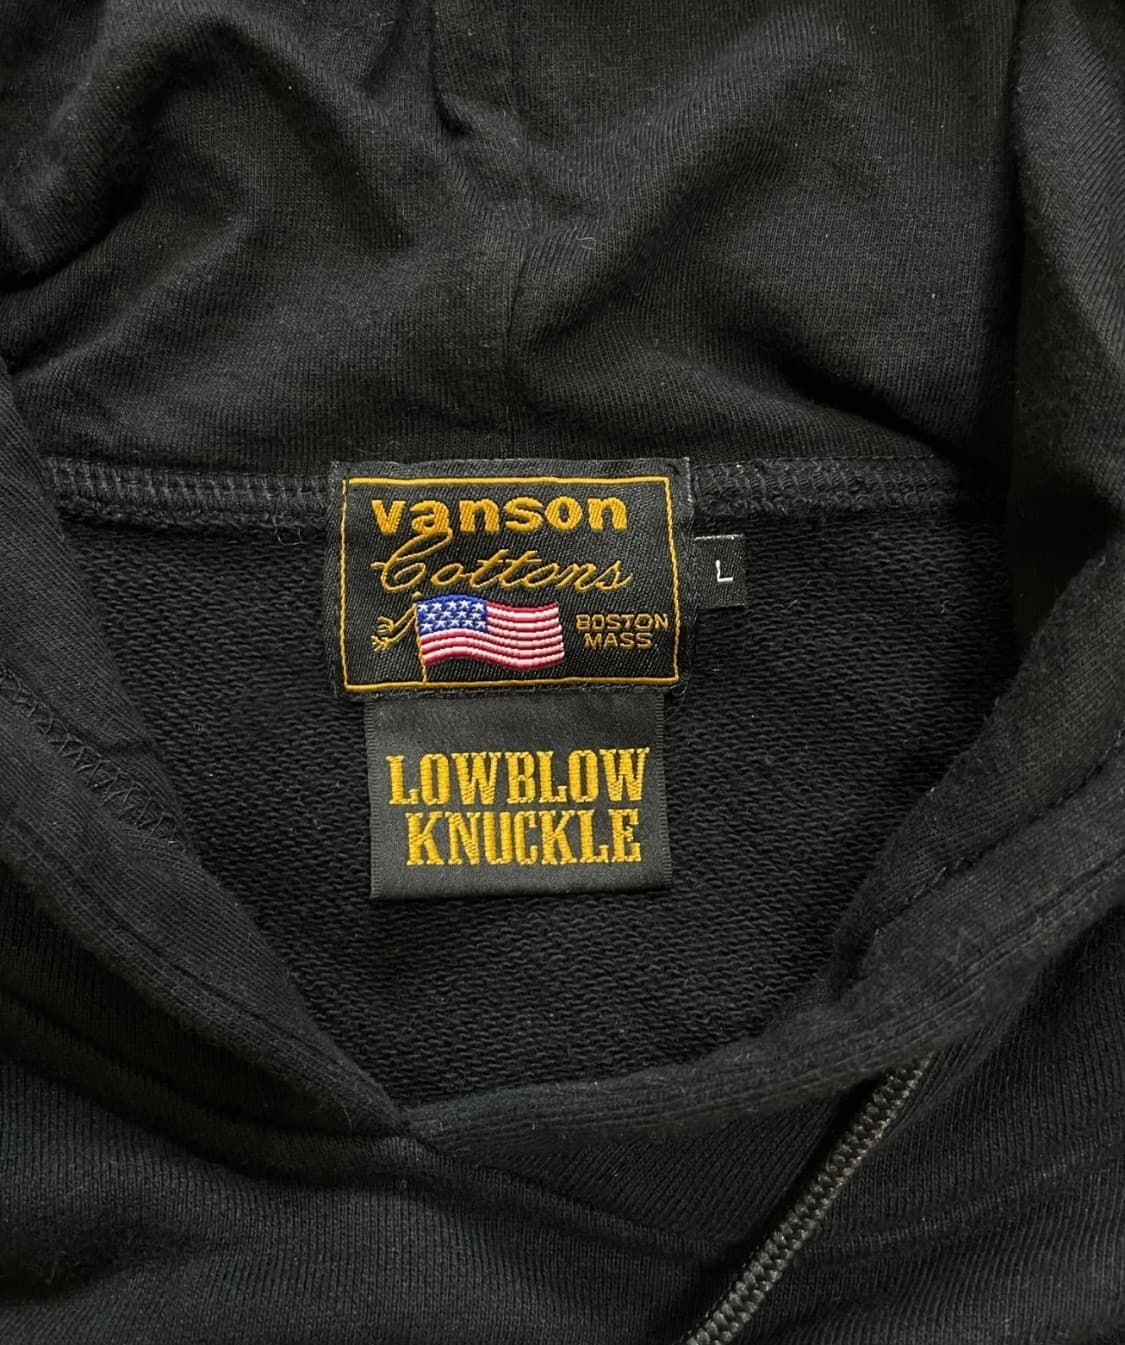 vanson
Cottons
BOSTON
MASS
L
LOWBLOW
KNUCKLE